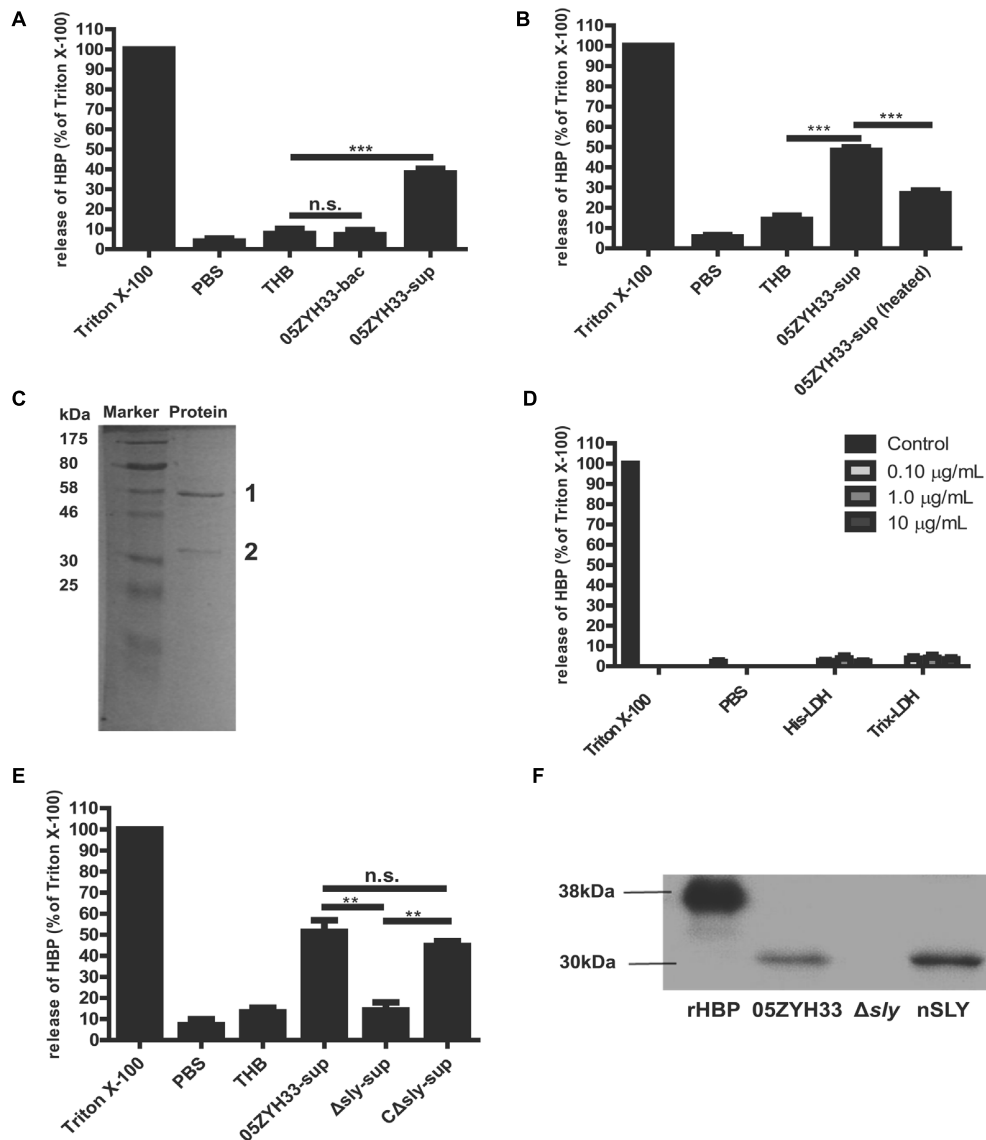 A
release of HBP (% of Triton X-100)
110
100
90
80
70
60
50
40
30
20
10
0
***
n.s.
Triton X-100
PBS
THB
05ZYH33-bac
05ZYH33-sup
B
release of HBP (% of Triton X-100)
110
100
90
80
70
60
50
40
30
20
10
0
***
***
Triton X-100
PBS
THB
05ZYH33-sup
05ZYH33-sup (heated)
C
kDa Marker Protein
175
80
58
46
30
25
1
2
D
release of HBP (% of Triton X-100)
110
100
90
80
70
60
50
40
30
20
10
0
Control
0.10 μg/mL
1.0 μg/mL
10 μg/mL
Triton X-100
PBS
His-LDH
Trix-LDH
E
release of HBP (% of Triton X-100)
110
100
90
80
70
60
50
40
30
20
10
0
n.s.
**
**
Triton X-100
PBS
THB
05ZYH33-sup
Δsly-sup
CΔsly-sup
F
38kDa
30kDa
rHBP 05ZYH33 Δsly nSLY